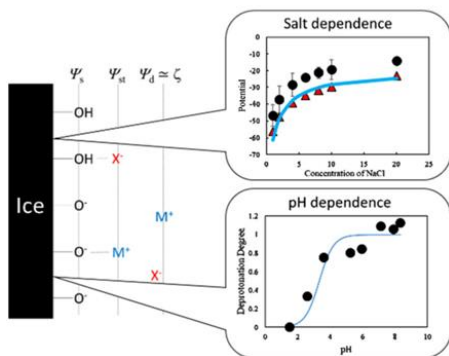 Ψs Ψst Ψd ≃ ζ
Ice
OH
OH X⁻
O⁻
M⁺
O⁻ M⁺
X⁻
O⁻
Salt dependence
Potential
0
-10
-20
-30
-40
-50
-60
-70
0 5 10 15 20 25
Concentration of NaCl
pH dependence
Deprotonation Degree
1.2
1
0.8
0.6
0.4
0.2
0
0 2 4 6 8 10
pH